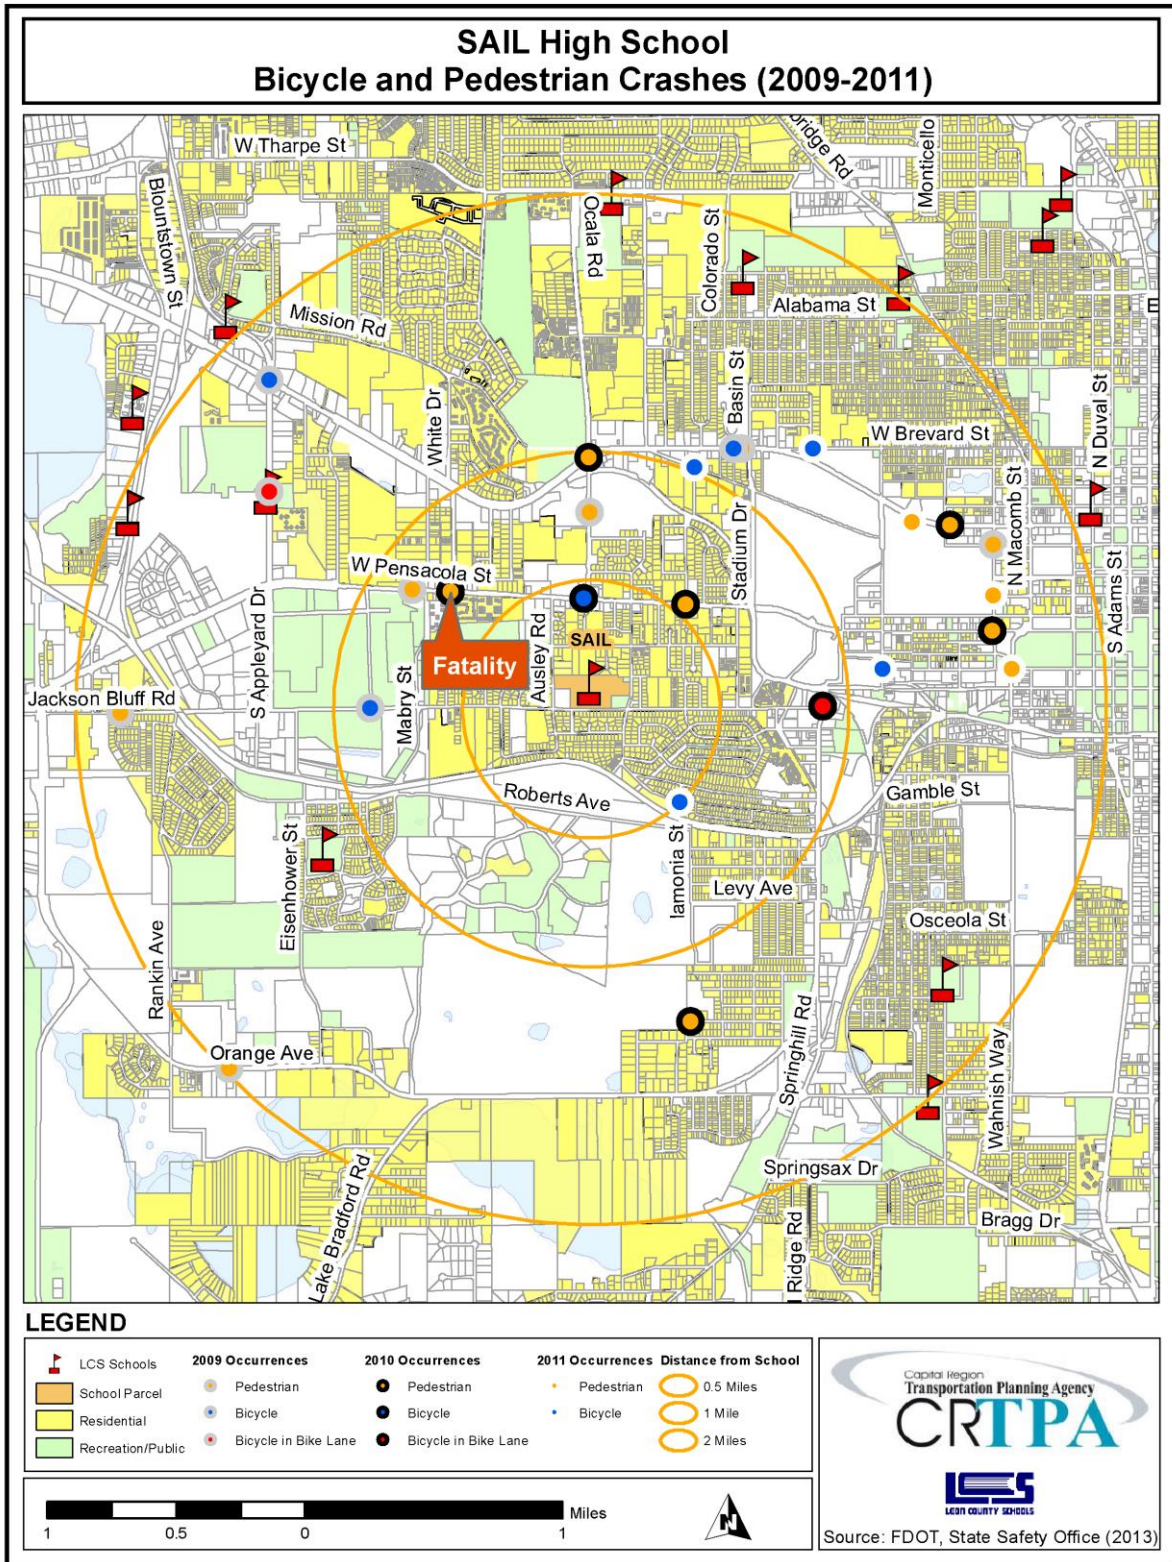 SAIL High School
Bicycle and Pedestrian Crashes (2009-2011)
W Tharpe St
Blountstown St
Ocala Rd
Colorado St
bridge Rd
Monticello
Mission Rd
Alabama St
E
White Dr
Basin St
W Brevard St
N Duval St
N Macomb St
W Pensacola St
Stadium Dr
S Adams St
S Appleyard Dr
Ausley Rd
SAIL
Fatality
Jackson Bluff Rd
Mabry St
Roberts Ave
Gamble St
Iamonia St
Levy Ave
Eisenhower St
Osceola St
Rankin Ave
Orange Ave
Springhill Rd
Wahnish Way
Springsax Dr
Lake Bradford Rd
Ridge Rd
Bragg Dr
LEGEND
LCS Schools
School Parcel
Residential
Recreation/Public
2009 Occurrences
Pedestrian
Bicycle
Bicycle in Bike Lane
2010 Occurrences
Pedestrian
Bicycle
Bicycle in Bike Lane
2011 Occurrences
Pedestrian
Bicycle
Distance from School
0.5 Miles
1 Mile
2 Miles
Miles
1 0.5 0 1
N
Capital Region
Transportation Planning Agency
CRTPA
LCS
LEON COUNTY SCHOOLS
Source: FDOT, State Safety Office (2013)